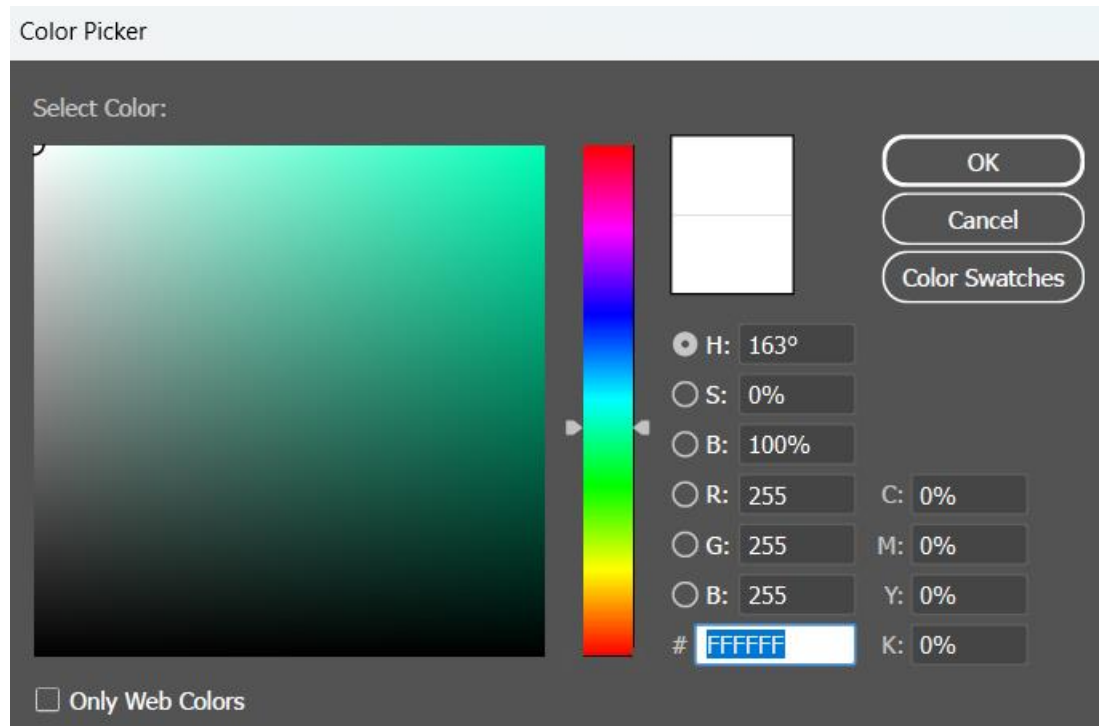 Color Picker
Select Color:
OK
Cancel
Color Swatches
H: 163°
S: 0%
B: 100%
R: 255 C: 0%
G: 255 M: 0%
B: 255 Y: 0%
# FFFFFF K: 0%
Only Web Colors